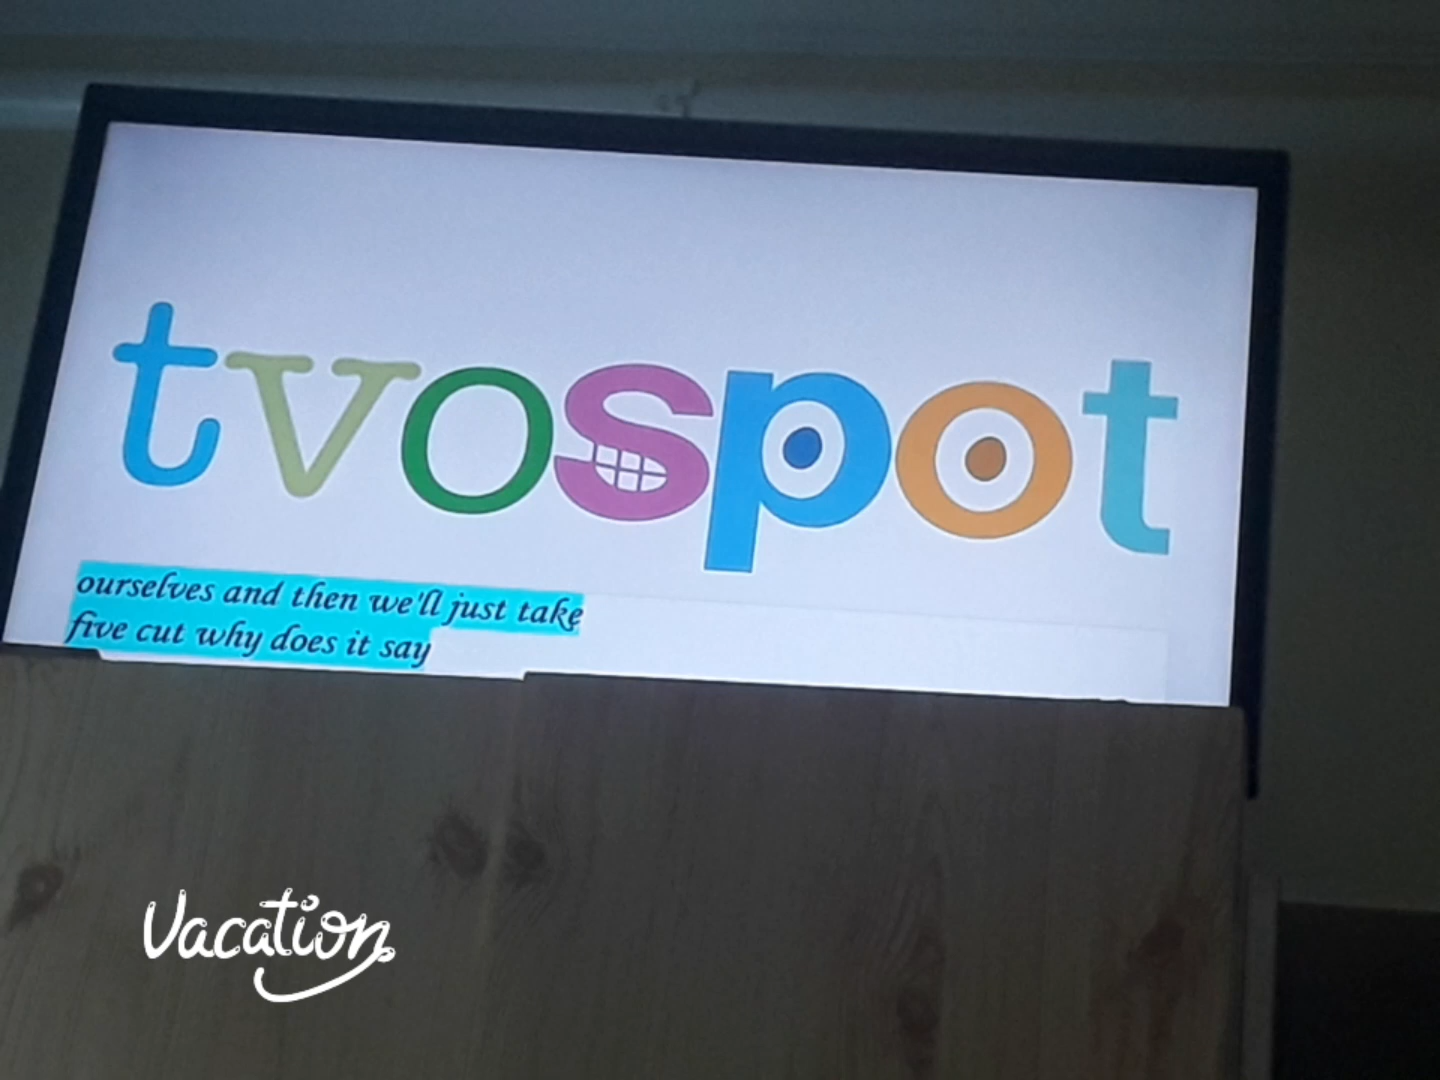 tvospot
ourselves and then we'll just take
five cut why does it say
Vacation